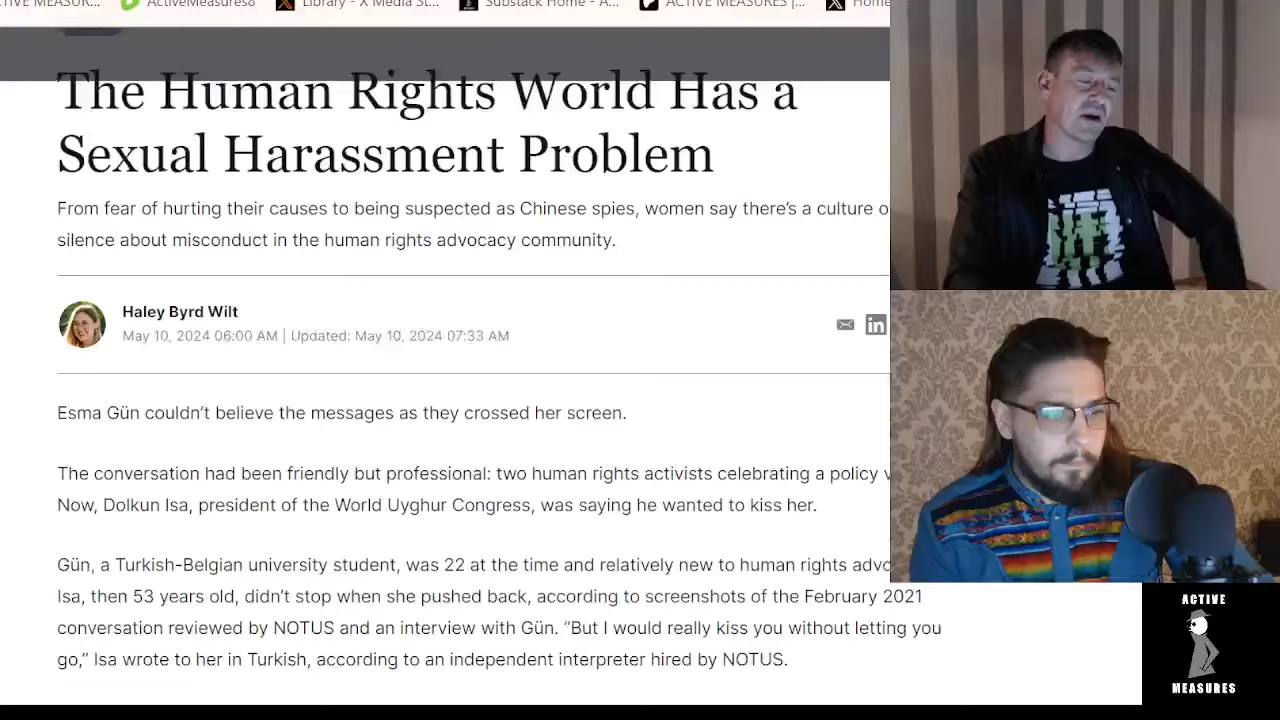 TIVE MEASUR...
ActiveMeasures8
Library - X Media St...
Substack Home - A...
ACTIVE MEASURES |...
Home
The Human Rights World Has a
Sexual Harassment Problem
From fear of hurting their causes to being suspected as Chinese spies, women say there's a culture o
silence about misconduct in the human rights advocacy community.
Haley Byrd Wilt
May 10, 2024 06:00 AM | Updated: May 10, 2024 07:33 AM
in
Esma Gün couldn't believe the messages as they crossed her screen.
The conversation had been friendly but professional: two human rights activists celebrating a policy v
Now, Dolkun Isa, president of the World Uyghur Congress, was saying he wanted to kiss her.
Gün, a Turkish-Belgian university student, was 22 at the time and relatively new to human rights advo
Isa, then 53 years old, didn't stop when she pushed back, according to screenshots of the February 2021
conversation reviewed by NOTUS and an interview with Gün. “But I would really kiss you without letting you
go,” Isa wrote to her in Turkish, according to an independent interpreter hired by NOTUS.
ACTIVE
MEASURES